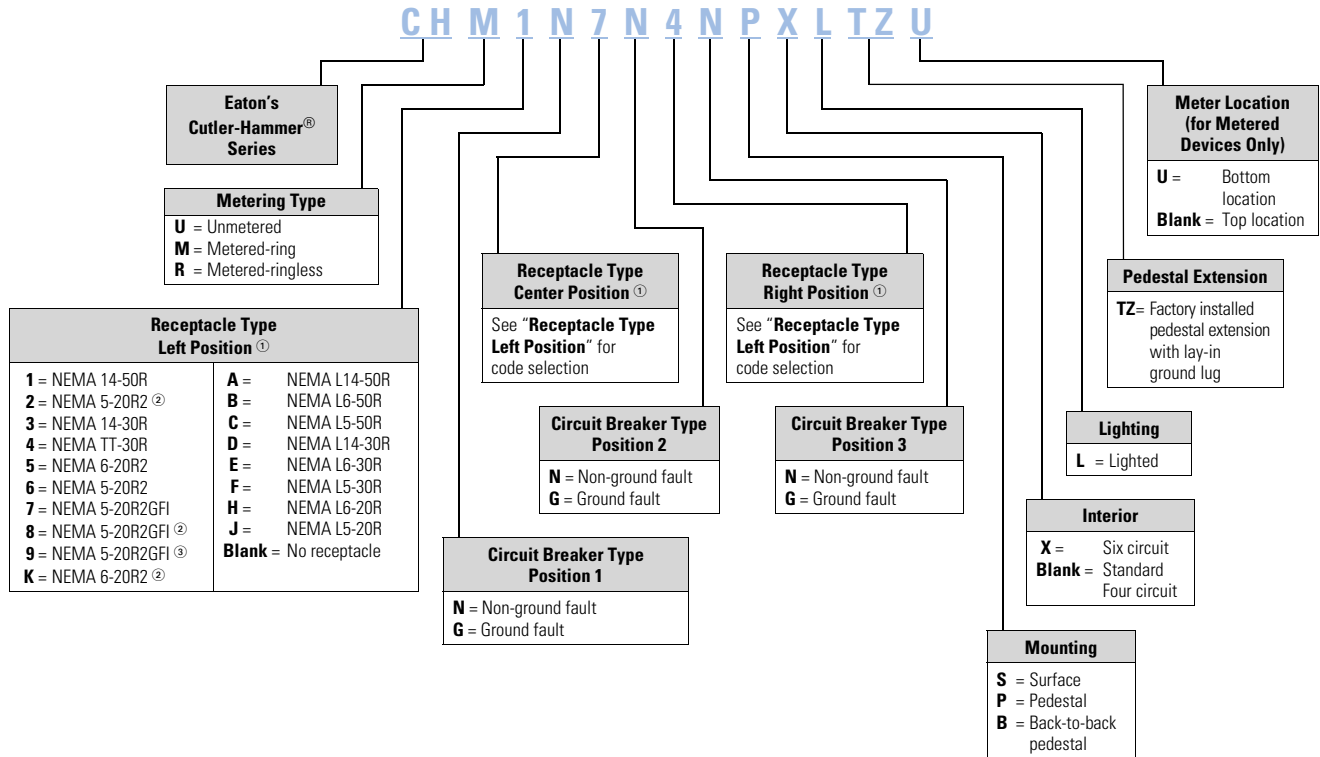 CH M 1 N 7 N 4 N P X L TZ U
Eaton's
Cutler-Hammer®
Series
Metering Type
U = Unmetered
M = Metered-ring
R = Metered-ringless
Receptacle Type
Left Position ①
1 = NEMA 14-50R
2 = NEMA 5-20R2 ②
3 = NEMA 14-30R
4 = NEMA TT-30R
5 = NEMA 6-20R2
6 = NEMA 5-20R2
7 = NEMA 5-20R2GFI
8 = NEMA 5-20R2GFI ②
9 = NEMA 5-20R2GFI ③
K = NEMA 6-20R2 ②
A = NEMA L14-50R
B = NEMA L6-50R
C = NEMA L5-50R
D = NEMA L14-30R
E = NEMA L6-30R
F = NEMA L5-30R
H = NEMA L6-20R
J = NEMA L5-20R
Blank = No receptacle
Circuit Breaker Type
Position 1
N = Non-ground fault
G = Ground fault
Receptacle Type
Center Position ①
See "Receptacle Type
Left Position" for
code selection
Circuit Breaker Type
Position 2
N = Non-ground fault
G = Ground fault
Receptacle Type
Right Position ①
See "Receptacle Type
Left Position" for
code selection
Circuit Breaker Type
Position 3
N = Non-ground fault
G = Ground fault
Mounting
S = Surface
P = Pedestal
B = Back-to-back
pedestal
Interior
X = Six circuit
Blank = Standard
Four circuit
Lighting
L = Lighted
Pedestal Extension
TZ= Factory installed
pedestal extension
with lay-in
ground lug
Meter Location
(for Metered
Devices Only)
U = Bottom
location
Blank = Top location